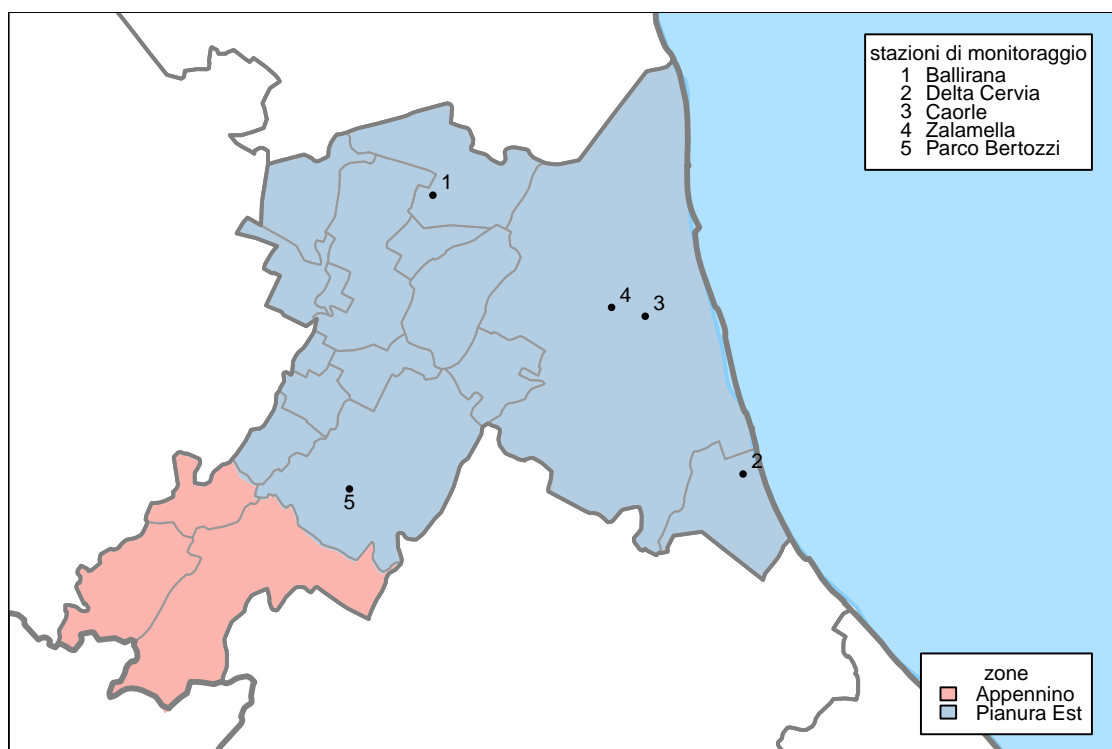 stazioni di monitoraggio
1 Ballirana
2 Delta Cervia
3 Caorle
4 Zalamella
5 Parco Bertozzi
1
4
3
2
5
zone
Appennino
Pianura Est